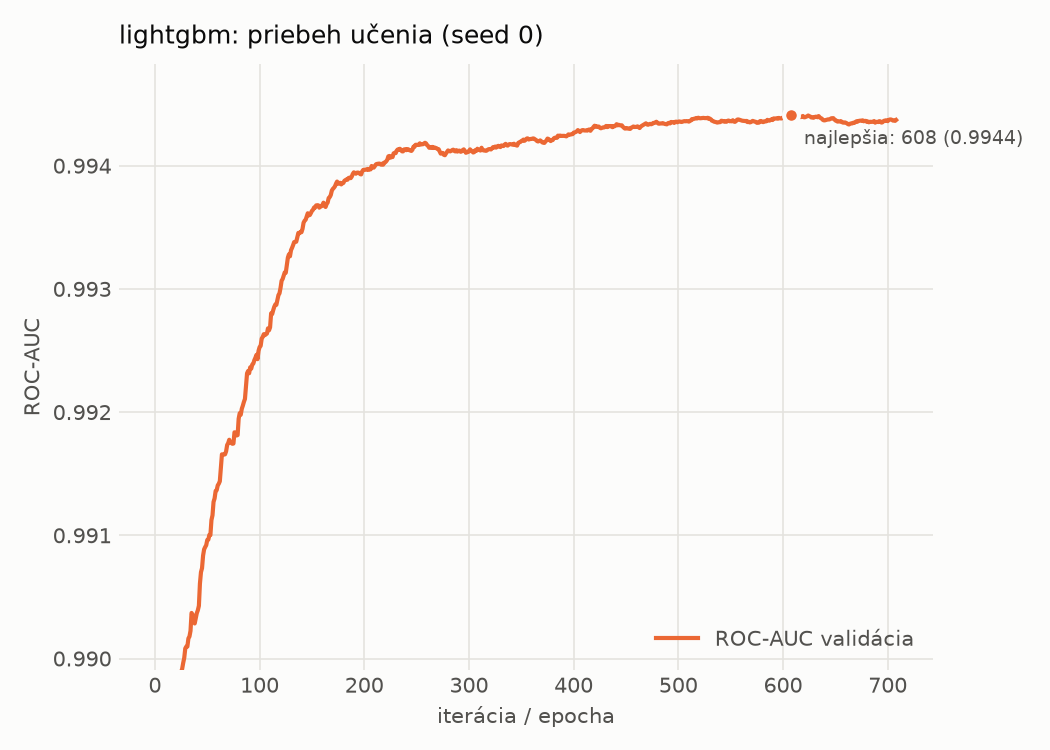 lightgbm: priebeh učenia (seed 0)
najlepšia: 608 (0.9944)
0.994
0.993
0.992
0.991
0.990
ROC-AUC
ROC-AUC validácia
0 100 200 300 400 500 600 700
iterácia / epocha